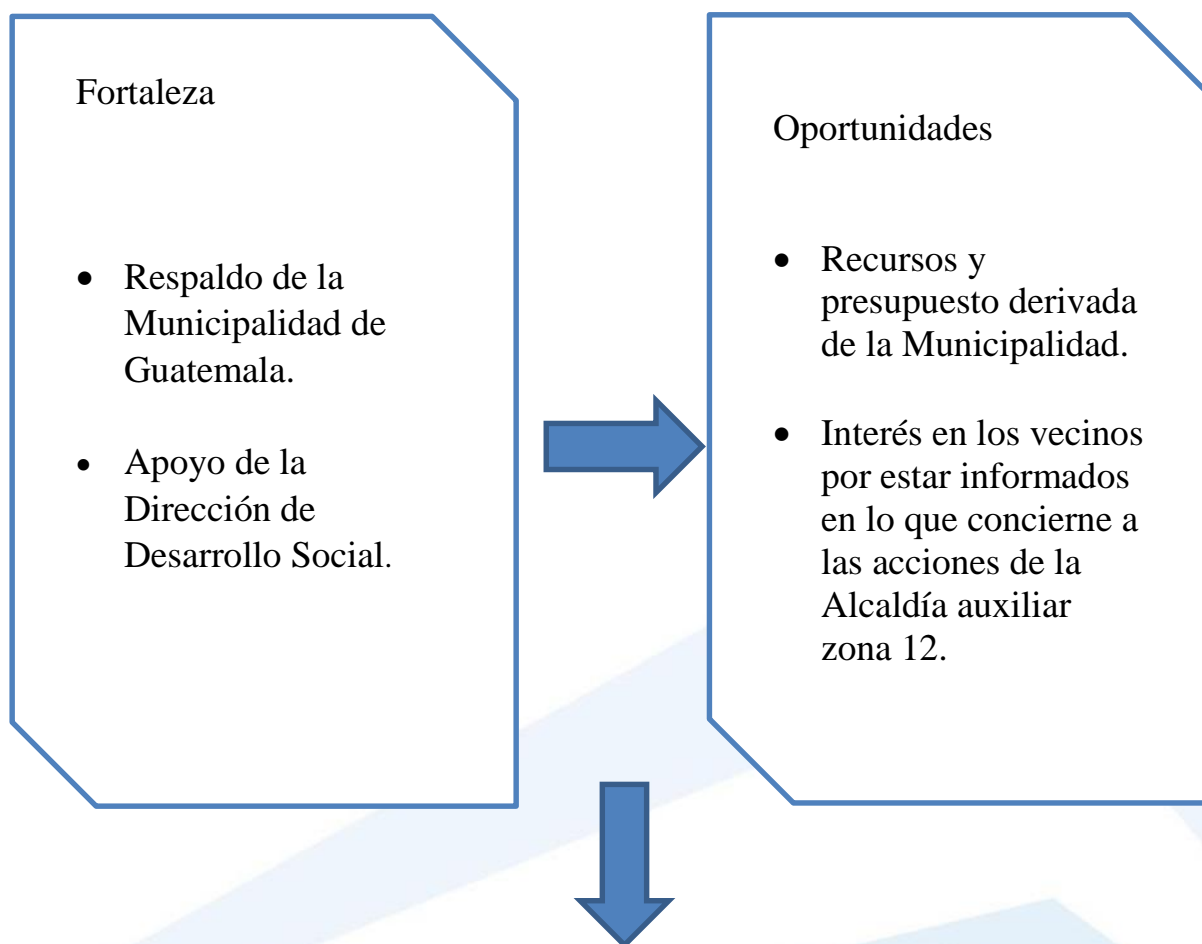 Fortaleza
• Respaldo de la
Municipalidad de
Guatemala.
• Apoyo de la
Dirección de
Desarrollo Social.
Oportunidades
• Recursos y
presupuesto derivada
de la Municipalidad.
• Interés en los vecinos
por estar informados
en lo que concierne a
las acciones de la
Alcaldía auxiliar
zona 12.